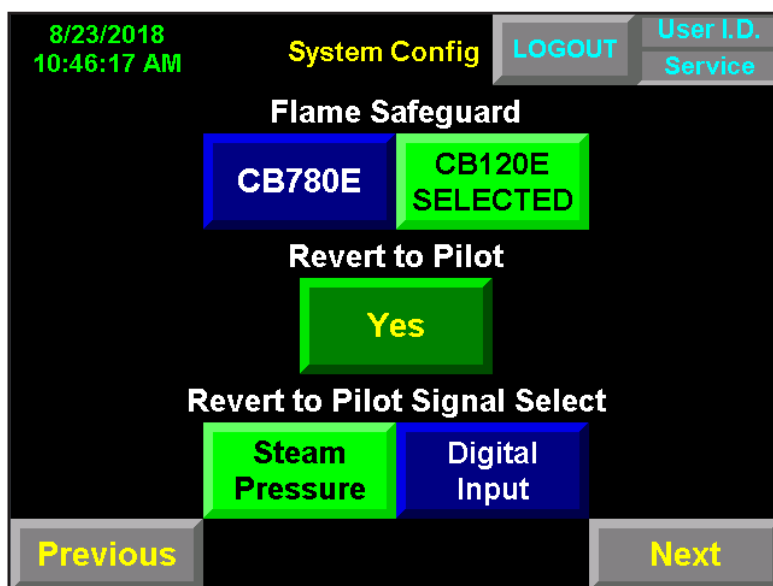 8/23/2018
10:46:17 AM
System Config
LOGOUT
User I.D.
Service
Flame Safeguard
CB780E
CB120E
SELECTED
Revert to Pilot
Yes
Revert to Pilot Signal Select
Steam
Pressure
Digital
Input
Previous
Next